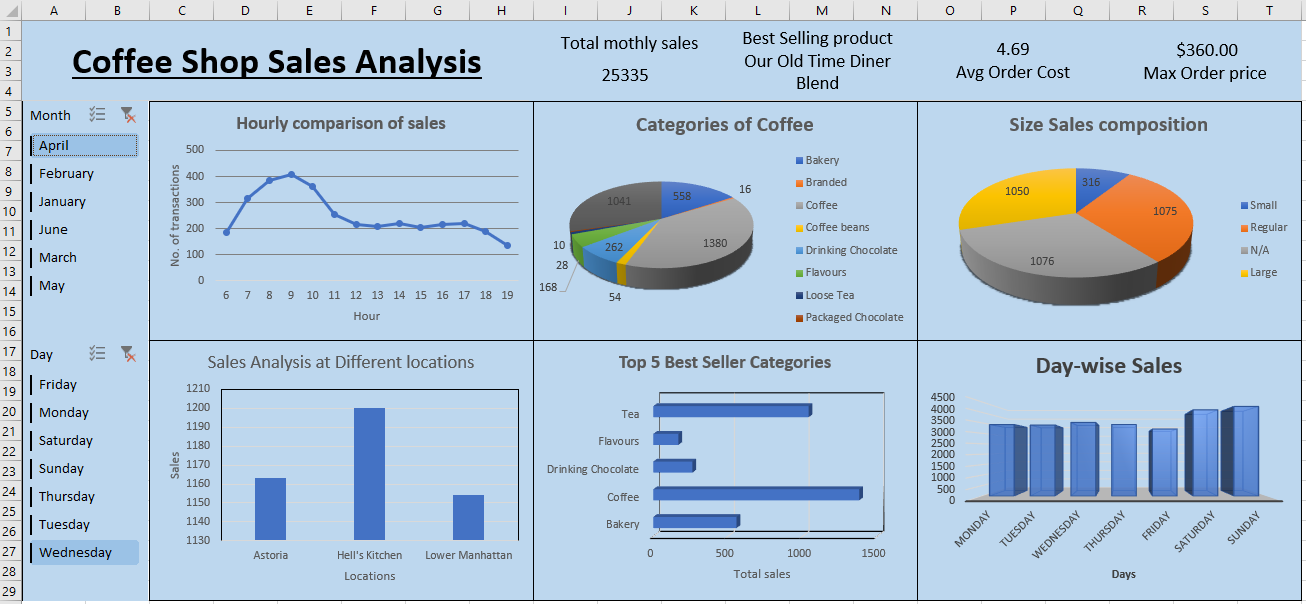 A B C D E F G H I J K L M N O P Q R S T
1
2
3
4
5
6
7
8
9
10
11
12
13
14
15
16
17
18
19
20
21
22
23
24
25
26
27
28
29
Coffee Shop Sales Analysis
Total mothly sales
25335
Best Selling product
Our Old Time Diner
Blend
4.69
Avg Order Cost
$360.00
Max Order price
Month
April
February
January
June
March
May
Day
Friday
Monday
Saturday
Sunday
Thursday
Tuesday
Wednesday
Hourly comparison of sales
No. of transactions
500
400
300
200
100
0
6 7 8 9 10 11 12 13 14 15 16 17 18 19
Hour
Categories of Coffee
1041
558
16
1380
54
262
168
28
10
Bakery
Branded
Coffee
Coffee beans
Drinking Chocolate
Flavours
Loose Tea
Packaged Chocolate
Size Sales composition
316
1075
1076
1050
Small
Regular
N/A
Large
Sales Analysis at Different locations
Sales
1210
1200
1190
1180
1170
1160
1150
1140
1130
Astoria Hell's Kitchen Lower Manhattan
Locations
Top 5 Best Seller Categories
Tea
Flavours
Drinking Chocolate
Coffee
Bakery
0 500 1000 1500
Total sales
Day-wise Sales
4500
4000
3500
3000
2500
2000
1500
1000
500
0
MONDAY TUESDAY WEDNESDAY THURSDAY FRIDAY SATURDAY SUNDAY
Days